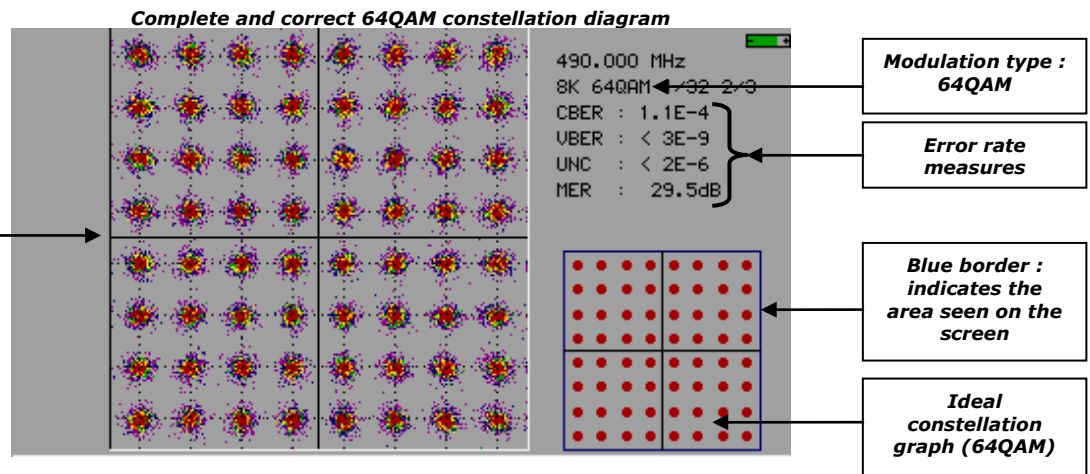 Complete and correct 64QAM constellation diagram
490.000 MHz
8K 64QAM 1/32 2/3
CBER : 1.1E-4
VBER : < 3E-9
UNC : < 2E-6
MER : 29.5dB
Modulation type :
64QAM
Error rate
measures
Blue border :
indicates the
area seen on the
screen
Ideal
constellation
graph (64QAM)